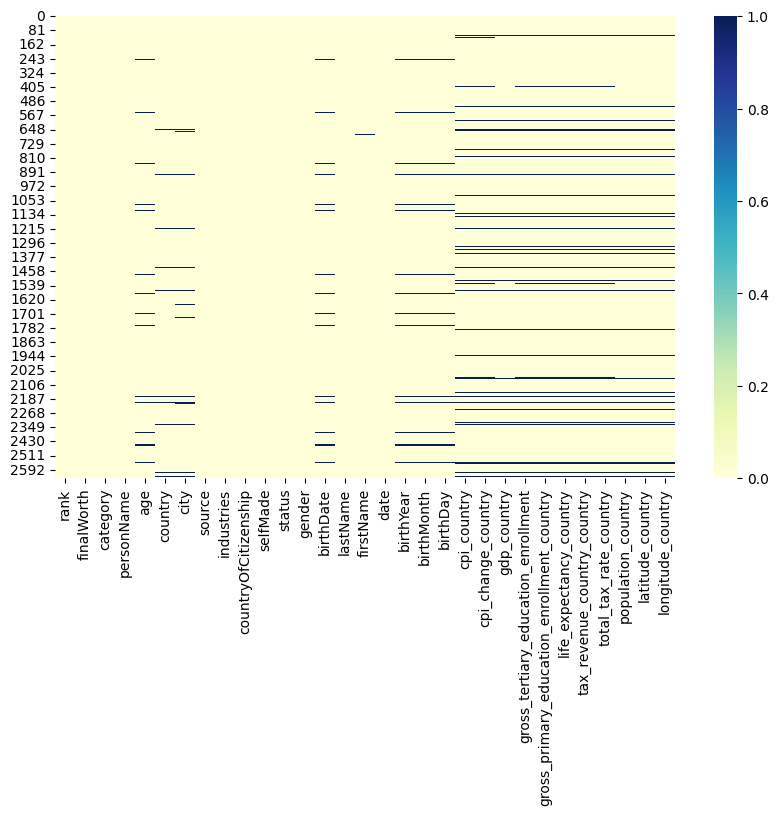 0
81
162
243
324
405
486
567
648
729
810
891
972
1053
1134
1215
1296
1377
1458
1539
1620
1701
1782
1863
1944
2025
2106
2187
2268
2349
2430
2511
2592
rank
finalWorth
category
personName
age
country
city
source
industries
countryOfCitizenship
selfMade
status
gender
birthDate
lastName
firstName
date
birthYear
birthMonth
birthDay
cpi_country
cpi_change_country
gdp_country
gross_tertiary_education_enrollment
gross_primary_education_enrollment_country
life_expectancy_country
tax_revenue_country_country
total_tax_rate_country
population_country
latitude_country
longitude_country
1.0
0.8
0.6
0.4
0.2
0.0